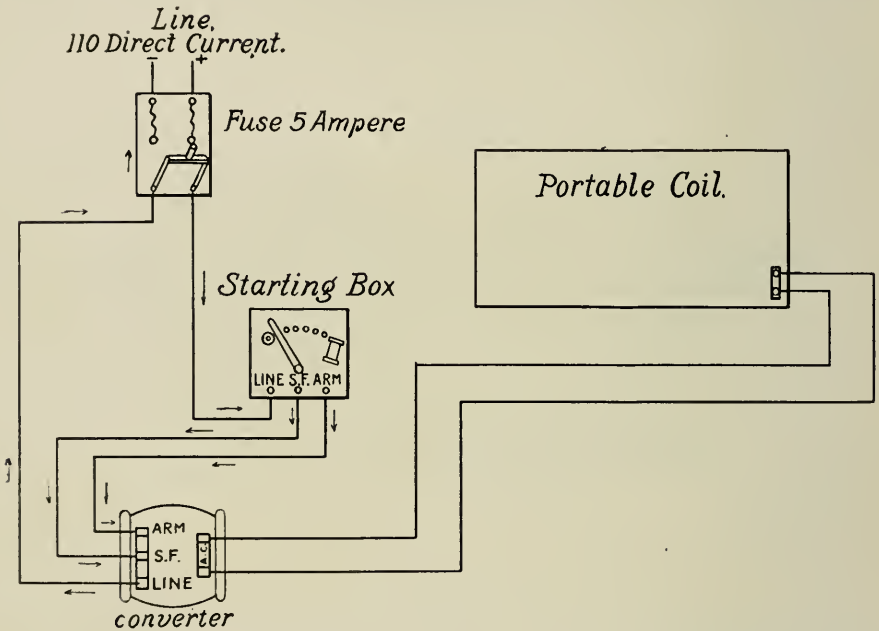 Line,
110 Direct Current.
- +
Fuse 5 Ampere
Portable Coil.
Starting Box
LINE S.F. ARM
ARM
S.F.
A.C.
LINE
converter